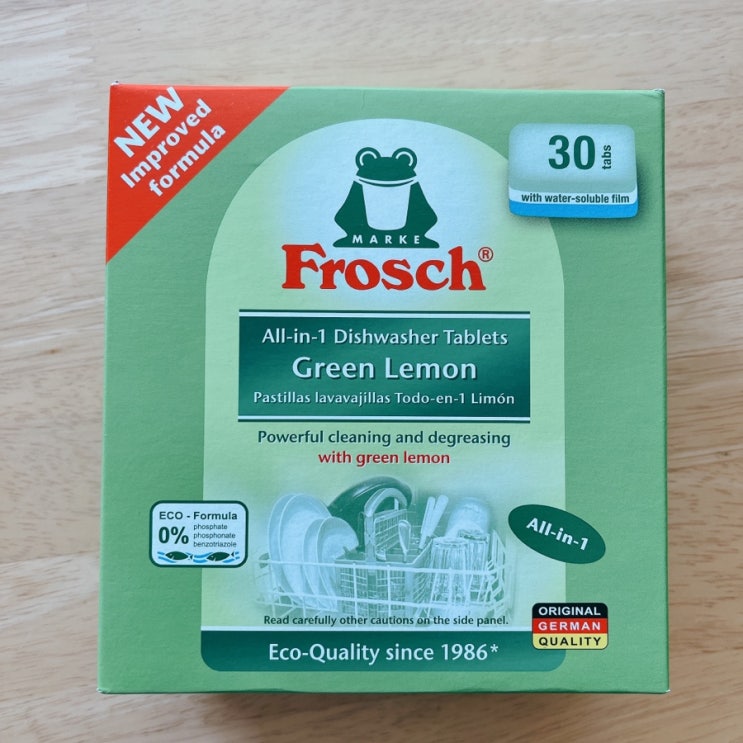 NEW
Improved
formula
30 tabs
with water-soluble film
MARKE
Frosch®
All-in-1 Dishwasher Tablets
Green Lemon
Pastillas lavavajillas Todo-en-1 Limón
Powerful cleaning and degreasing
with green lemon
ECO - Formula
0% phosphate
phosphonate
benzotriazole
All-in-1
Read carefully other cautions on the side panel.
ORIGINAL
GERMAN
QUALITY
Eco-Quality since 1986*